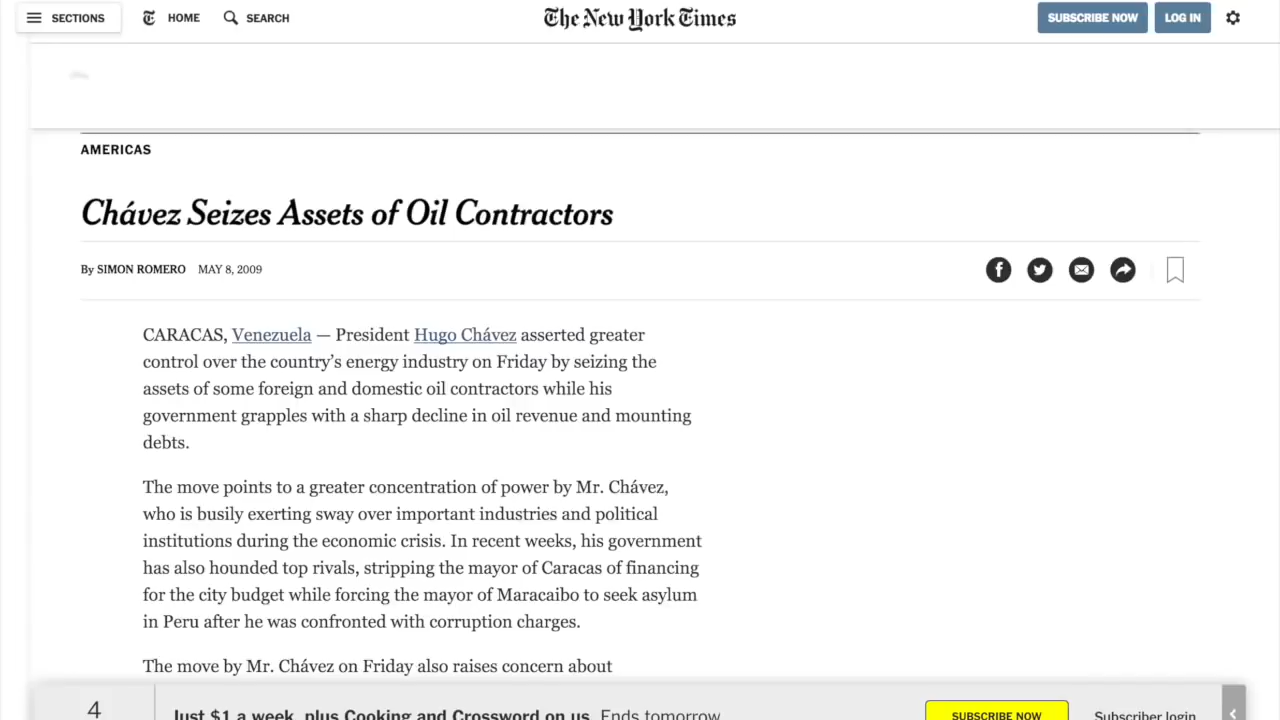 SECTIONS HOME SEARCH The New York Times SUBSCRIBE NOW LOG IN
AMERICAS
Chávez Seizes Assets of Oil Contractors
By SIMON ROMERO MAY 8, 2009
CARACAS, Venezuela — President Hugo Chávez asserted greater
control over the country’s energy industry on Friday by seizing the
assets of some foreign and domestic oil contractors while his
government grapples with a sharp decline in oil revenue and mounting
debts.
The move points to a greater concentration of power by Mr. Chávez,
who is busily exerting sway over important industries and political
institutions during the economic crisis. In recent weeks, his government
has also hounded top rivals, stripping the mayor of Caracas of financing
for the city budget while forcing the mayor of Maracaibo to seek asylum
in Peru after he was confronted with corruption charges.
The move by Mr. Chávez on Friday also raises concern about
4 Just $1 a week, plus Cooking and Crossword on us. Ends tomorrow. SUBSCRIBE NOW Subscriber login